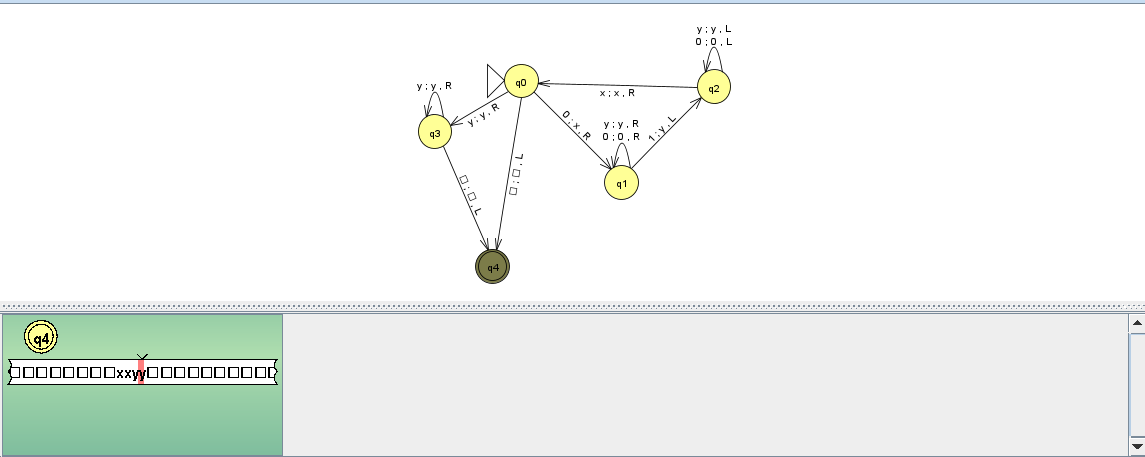 y ; y , L
0 ; 0 , L
q0
q2
x ; x , R
y ; y , R
y ; y , R
q3
0 ; x , R
y ; y , R
0 ; 0 , R
1 ; y , L
□ ; □ , L
□ ; □ , L
q1
q4
q4
□□□□□□□□xxyy□□□□□□□□□□